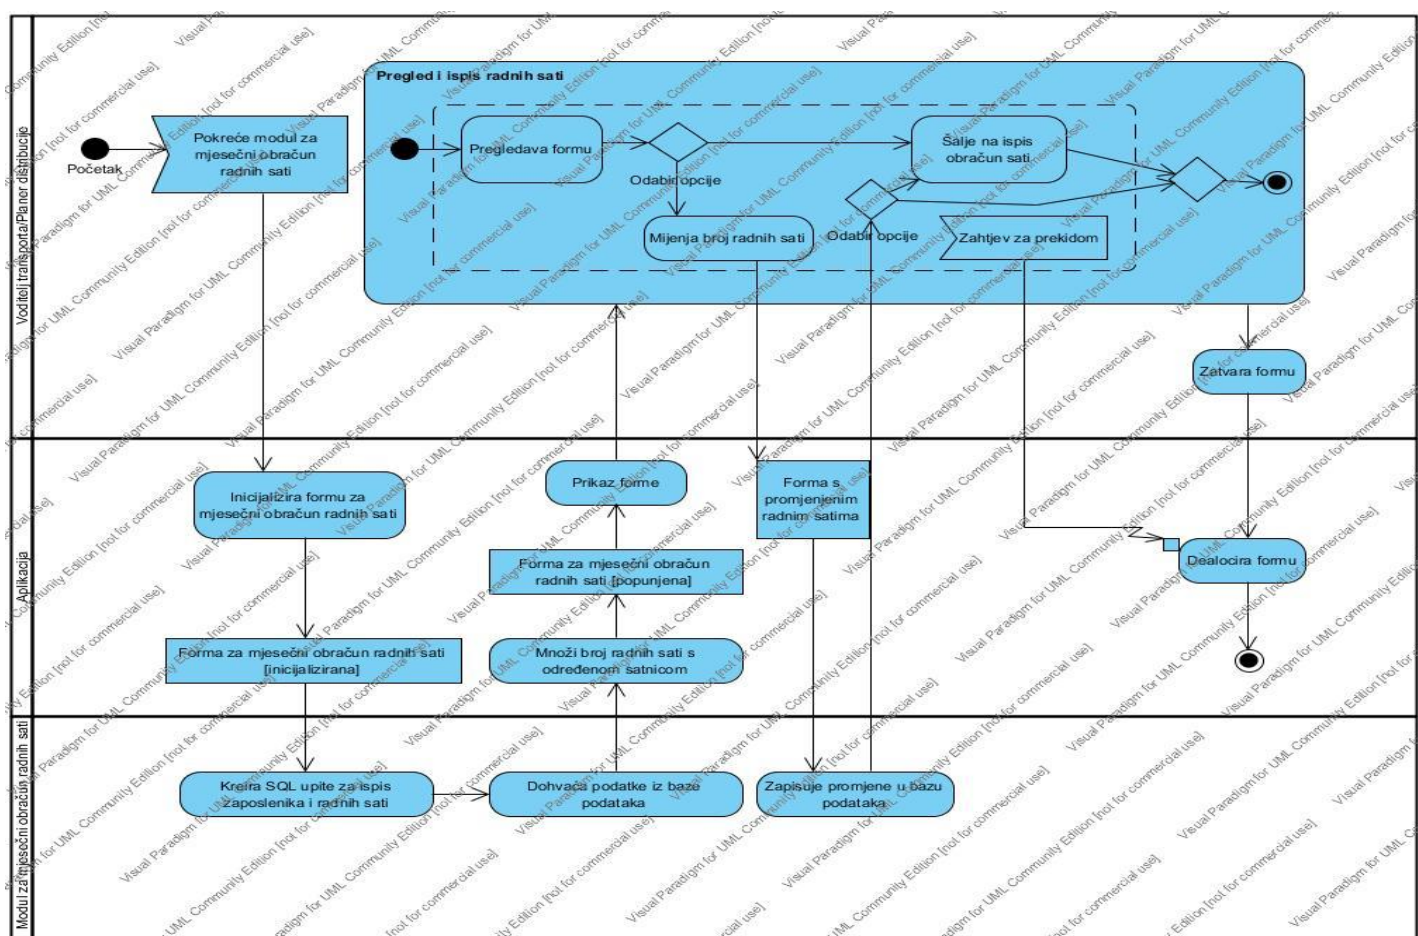 Voditolj transporta/Planor distribucijo
Početak
Pokreće modul za
mjesečni obračun
radnih sati
Pregled i ispis radnih sati
Pregledava formu
Odabir opcije
Mijenja broj radnih sati
Šalje na ispis
obračun sati
Odabir opcije
Zahtjev za prekidom
Zatvara formu
Aplikacija
Inicijalizira formu za
mjesečni obračun radnih sati
Forma za mjesečni obračun radnih sati
[inicijalizirana]
Prikaz forme
Forma za mjesečni obračun
radnih sati [popunjena]
Množi broj radnih sati s
određenom satnicom
Forma s
promjenjenim
radnim satima
Dealocira formu
Modul za mjosočni obračun radnih sati
Kreira SQL upite za ispis
zaposlenika i radnih sati
Dohvaća podatke iz baze
podataka
Zapisuje promjene u bazu
podataka
Visual Paradigm for UML Community Edition [not for commercial use]